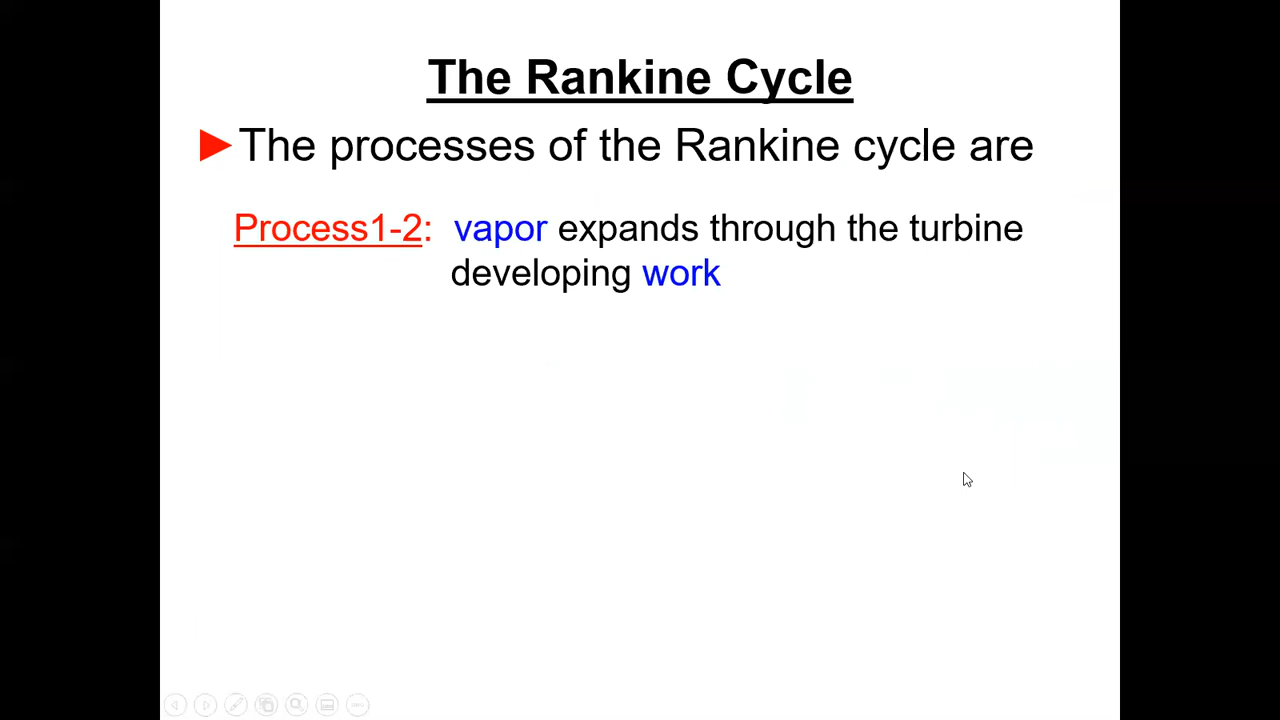 The Rankine Cycle
►The processes of the Rankine cycle are
Process1-2: vapor expands through the turbine
developing work